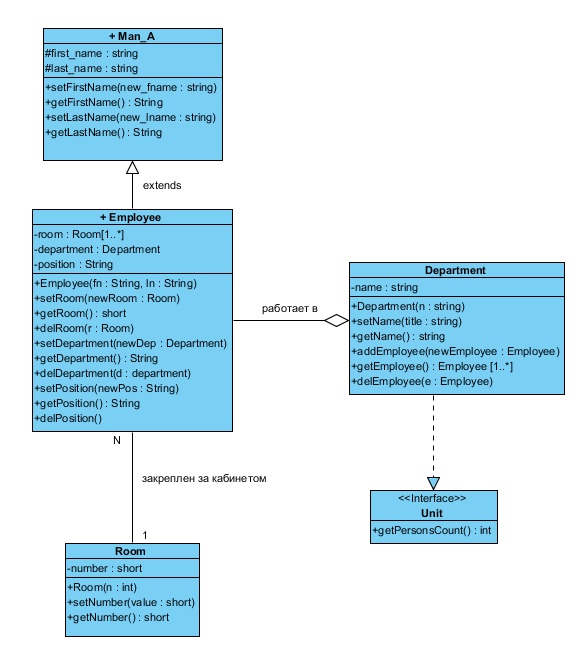 + Man_A
#first_name : string
#last_name : string
+setFirstName(new_fname : string)
+getFirstName() : String
+setLastName(new_lname : string)
+getLastName() : String
extends
+ Employee
-room : Room[1..*]
-department : Department
-position : String
+Employee(fn : String, ln : String)
+setRoom(newRoom : Room)
+getRoom() : short
+delRoom(r : Room)
+setDepartment(newDep : Department)
+getDepartment() : String
+delDepartment(d : department)
+setPosition(newPos : String)
+getPosition() : String
+delPosition()
работает в
Department
-name : string
+Department(n : string)
+setName(title : string)
+getName() : string
+addEmployee(newEmployee : Employee)
+getEmployee() : Employee [1..*]
+delEmployee(e : Employee)
N
закреплен за кабинетом
1
<<Interface>>
Unit
+getPersonsCount() : int
Room
-number : short
+Room(n : int)
+setNumber(value : short)
+getNumber() : short